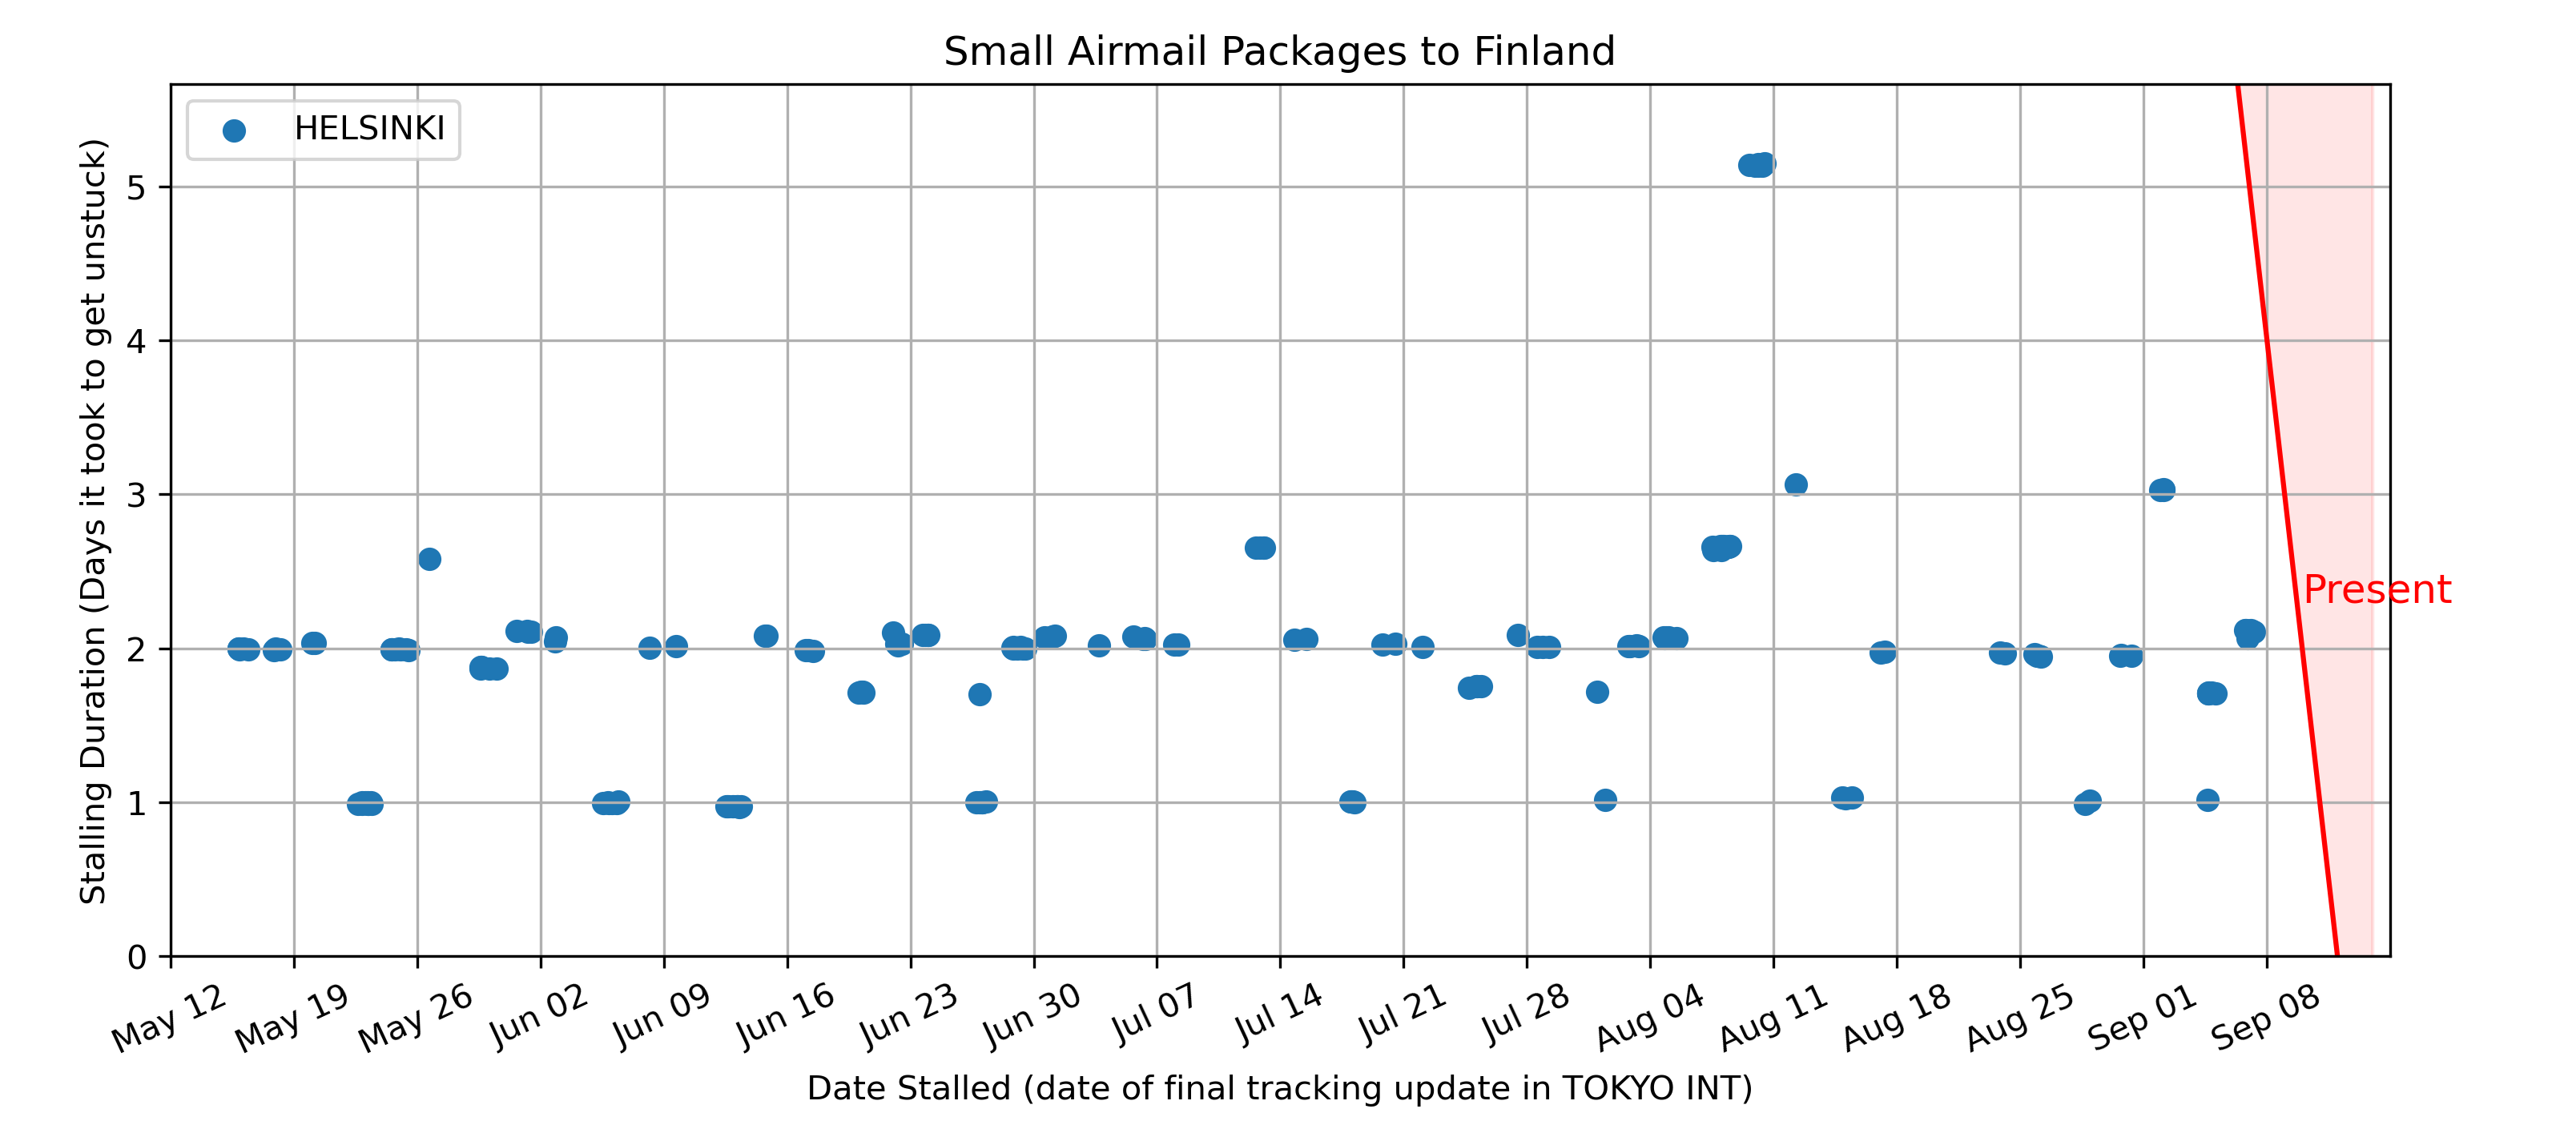 Small Airmail Packages to Finland
HELSINKI
Stalling Duration (Days it took to get unstuck)
5
4
3
2
1
0
Present
May 12
May 19
May 26
Jun 02
Jun 09
Jun 16
Jun 23
Jun 30
Jul 07
Jul 14
Jul 21
Jul 28
Aug 04
Aug 11
Aug 18
Aug 25
Sep 01
Sep 08
Date Stalled (date of final tracking update in TOKYO INT)